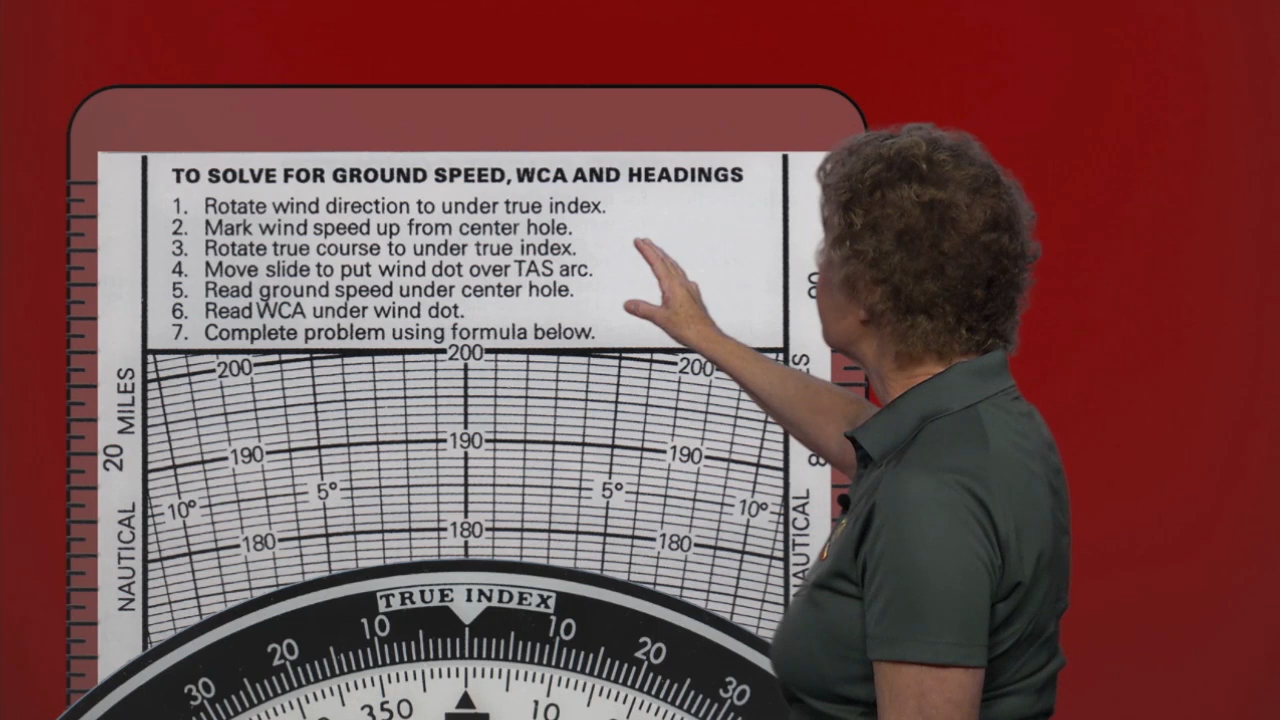 TO SOLVE FOR GROUND SPEED, WCA AND HEADINGS
1. Rotate wind direction to under true index.
2. Mark wind speed up from center hole.
3. Rotate true course to under true index.
4. Move slide to put wind dot over TAS arc.
5. Read ground speed under center hole.
6. Read WCA under wind dot.
7. Complete problem using formula below.
200 200 200
190 190 190
10° 5° 5° 10°
180 180 180
NAUTICAL 20 MILES
NAUTICAL
TRUE INDEX
30 20 10 10 20 30
350 10